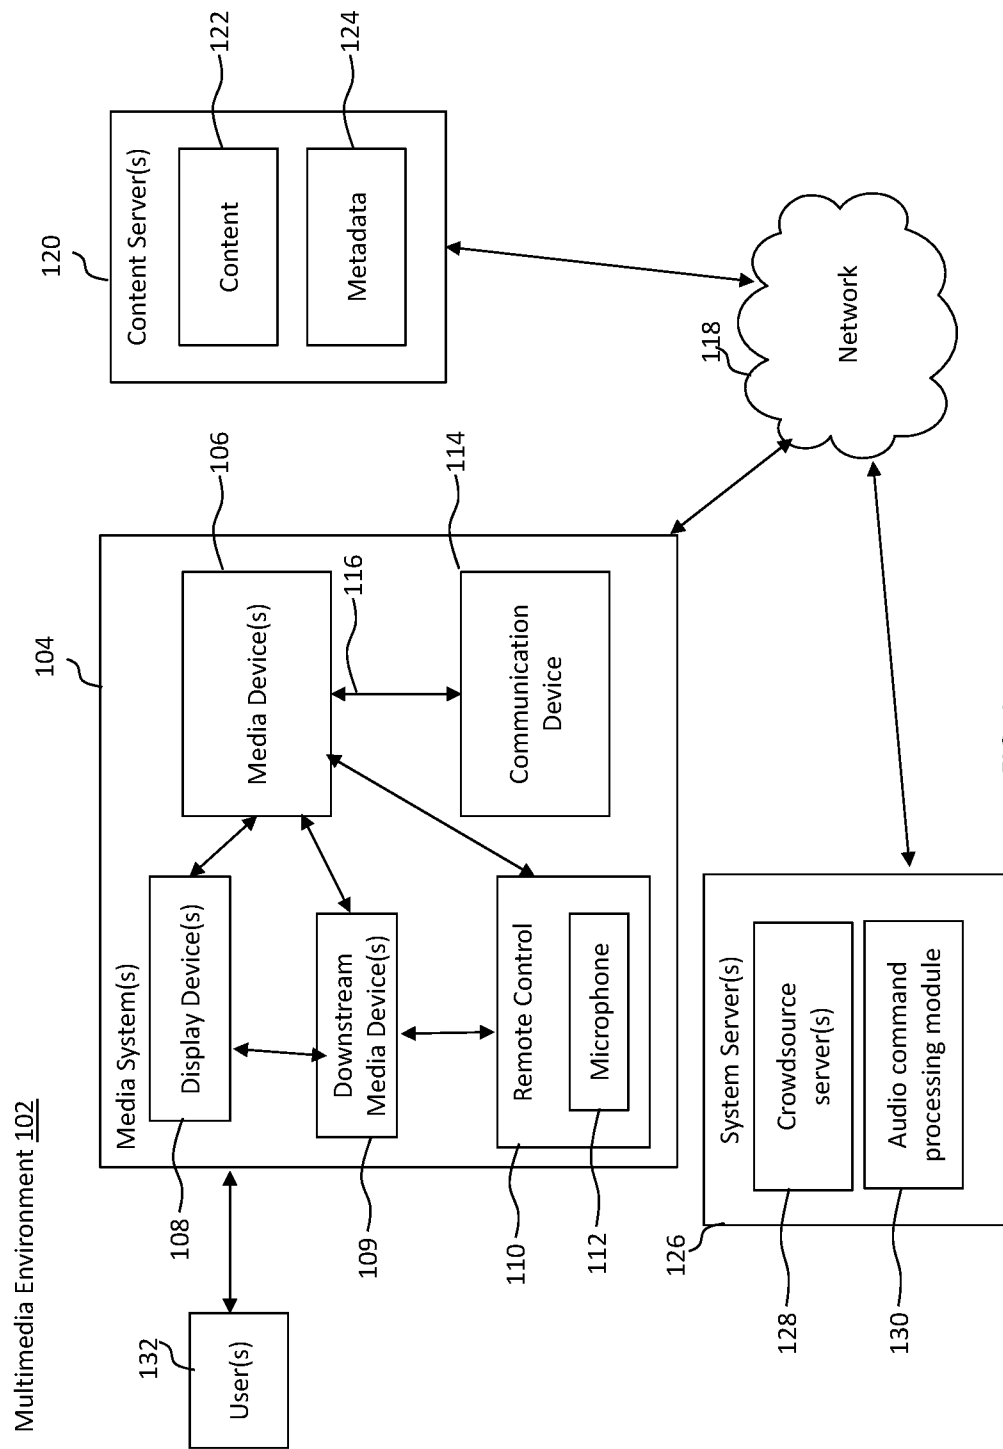 Multimedia Environment 102
132
User(s)
104
Media System(s)
108
Display Device(s)
106
Media Device(s)
109
Downstream
Media Device(s)
116
110
Remote Control
112
Microphone
114
Communication
Device
120
Content Server(s)
122
Content
124
Metadata
118
Network
126
System Server(s)
128
Crowdsource
server(s)
130
Audio command
processing module